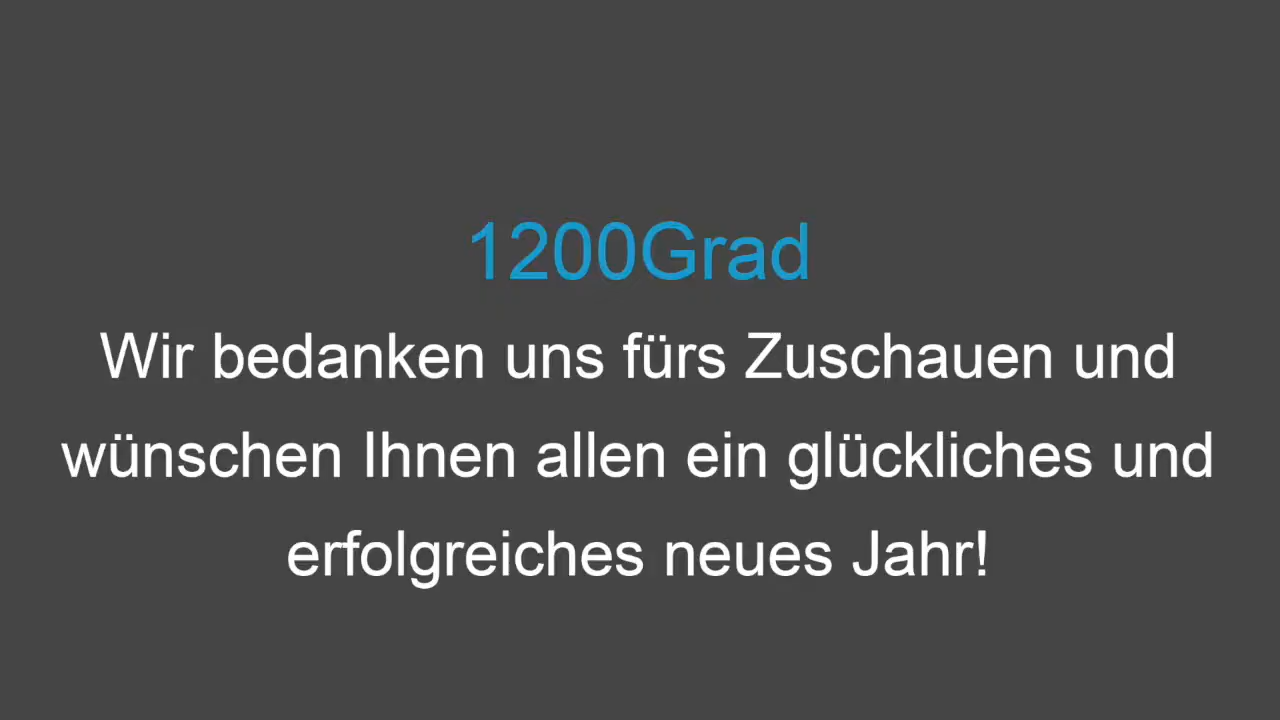 1200Grad
Wir bedanken uns fürs Zuschauen und
wünschen Ihnen allen ein glückliches und
erfolgreiches neues Jahr!